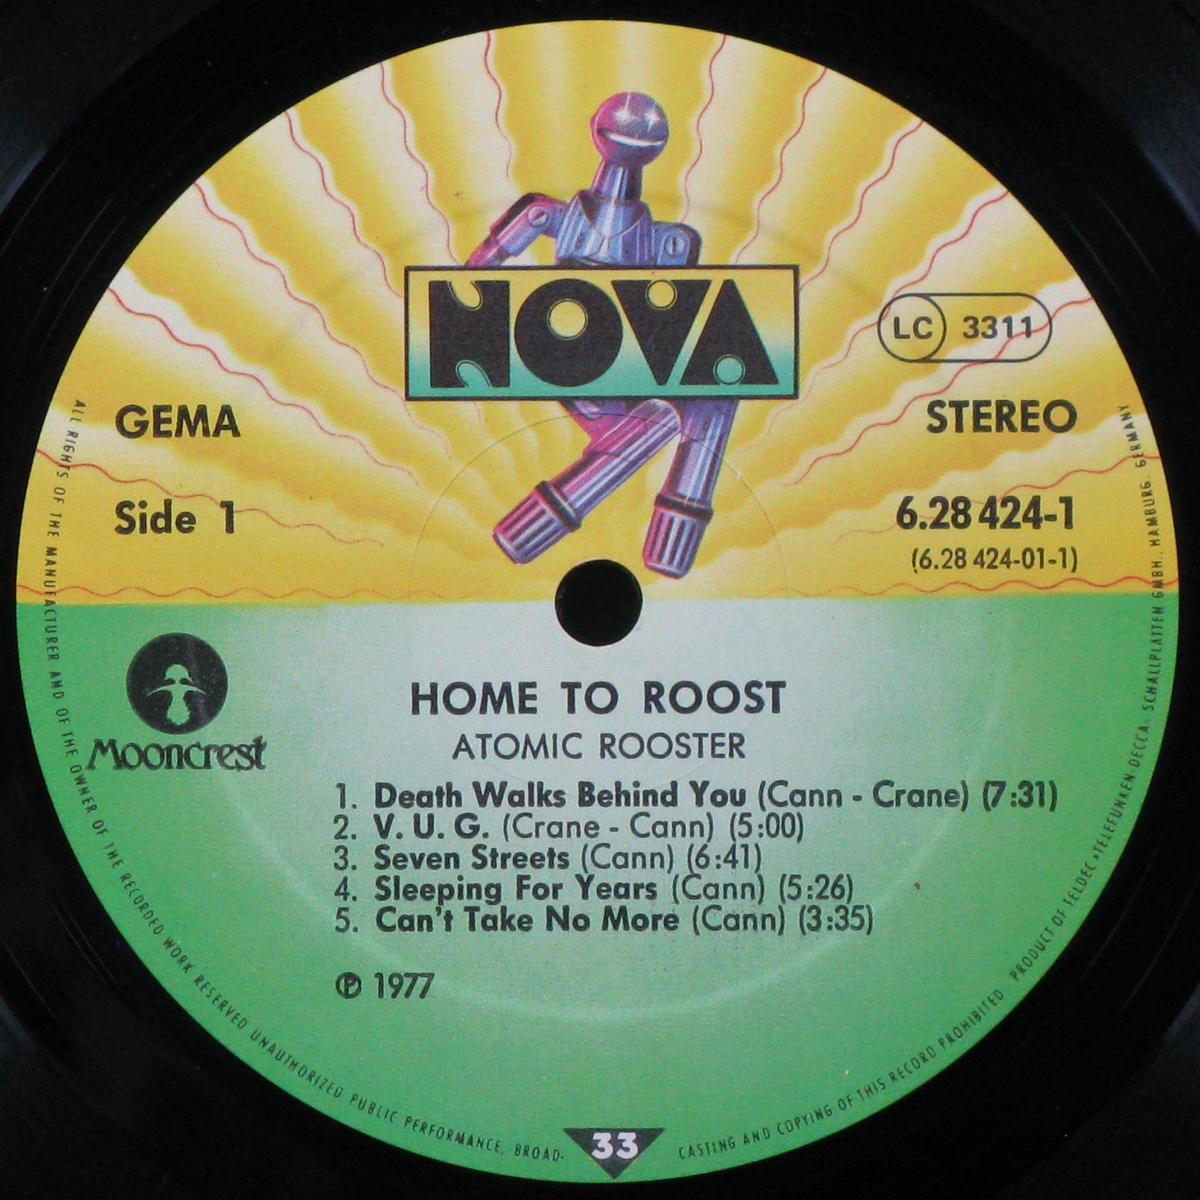 NOVA
LC 3311
GEMA
STEREO
Side 1
6.28 424-1
(6.28 424-01-1)
Mooncrest
HOME TO ROOST
ATOMIC ROOSTER
1. Death Walks Behind You (Cann - Crane) (7:31)
2. V. U. G. (Crane - Cann) (5:00)
3. Seven Streets (Cann) (6:41)
4. Sleeping For Years (Cann) (5:26)
5. Can't Take No More (Cann) (3:35)
℗ 1977
33
ALL RIGHTS OF THE MANUFACTURER AND OF THE OWNER OF THE RECORDED WORK RESERVED UNAUTHORIZED PUBLIC PERFORMANCE, BROAD- CASTING AND COPYING OF THIS RECORD PROHIBITED. PRODUCT OF TELDEC »TELEFUNKEN-DECCA« SCHALLPLATTEN GMBH., HAMBURG, GERMANY